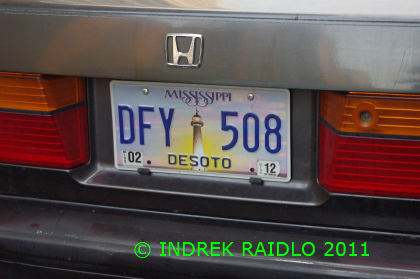 MISSISSIPPI
DFY 508
02 DESOTO 12
© INDREK RAIDLO 2011